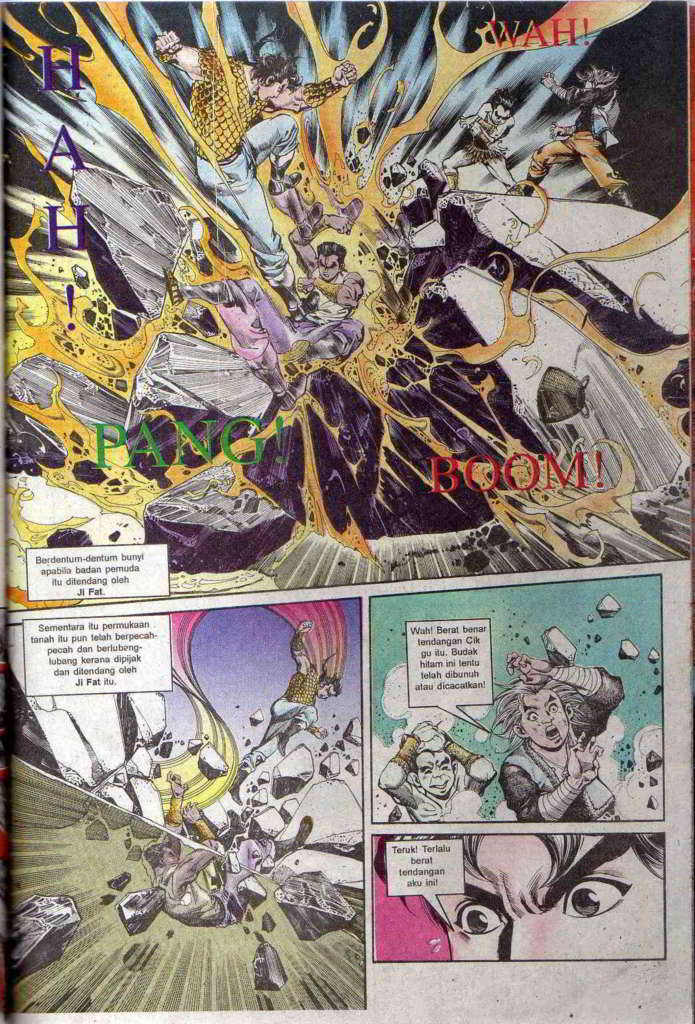 HAH!
WAH!
PANG!
BOOM!
Berdentum-dentum bunyi
apabila badan pemuda
itu ditendang oleh
Ji Fat.
Sementara itu permukaan
tanah itu pun telah berpecah-
pecah dan berlubang-
lubang kerana dipijak
dan ditendang oleh
Ji Fat itu.
Wah! Berat benar
tendangan Cik
gu itu. Budak
hitam ini tentu
telah dibunuh
atau dicacatkan!
Teruk! Terlalu
berat
tendangan
aku ini!